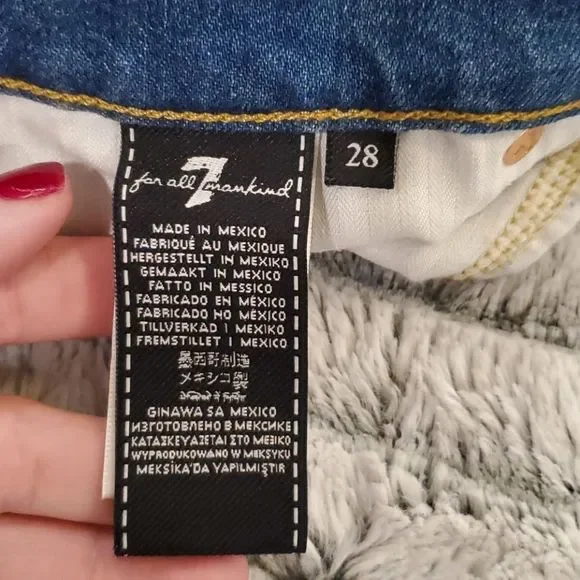 7
for all mankind
28
MADE IN MEXICO
FABRIQUÉ AU MEXIQUE
HERGESTELLT IN MEXIKO
GEMAAKT IN MEXICO
FATTO IN MESSICO
FABRICADO EN MÉXICO
FABRICADO NO MÉXICO
TILLVERKAD I MEXIKO
FREMSTILLET I MEXICO
墨西哥制造
メキシコ製
GINAWA SA MEXICO
ИЗГОТОВЛЕНО В МЕКСИКЕ
ΚΑΤΑΣΚΕΥΑΖΕΤΑΙ ΣΤΟ ΜΕΞΙΚΟ
WYPRODUKOWANO W MEKSYKU
MEKSİKA'DA YAPILMIŞTIR